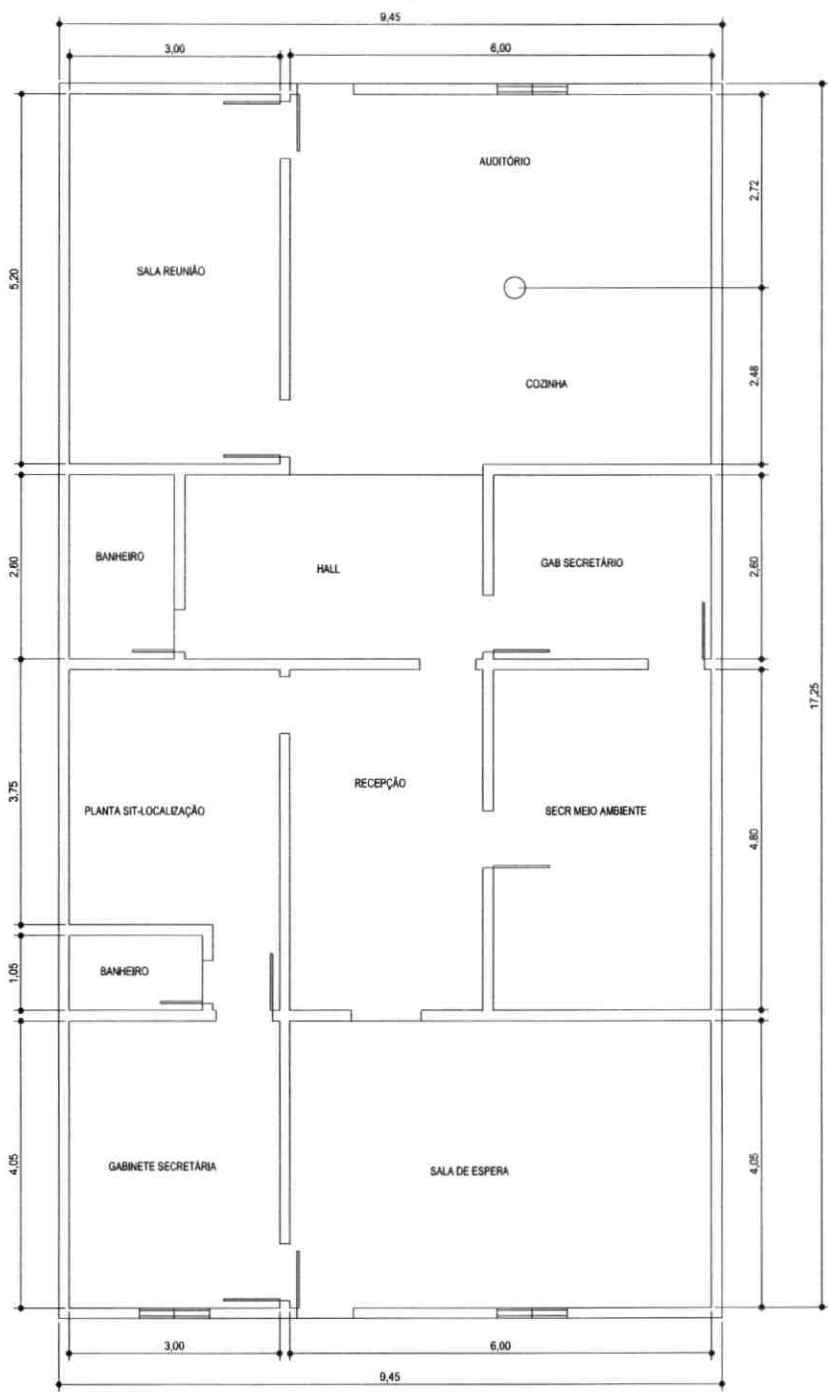 9,45
3,00
6,00
AUDITÓRIO
2,72
5,20
SALA REUNIÃO
COZINHA
2,48
BANHEIRO
HALL
GAB SECRETÁRIO
2,60
2,60
17,25
PLANTA SIT-LOCALIZAÇÃO
RECEPÇÃO
SECR MEIO AMBIENTE
3,75
4,80
BANHEIRO
1,05
GABINETE SECRETÁRIA
SALA DE ESPERA
4,05
4,05
3,00
6,00
9,45